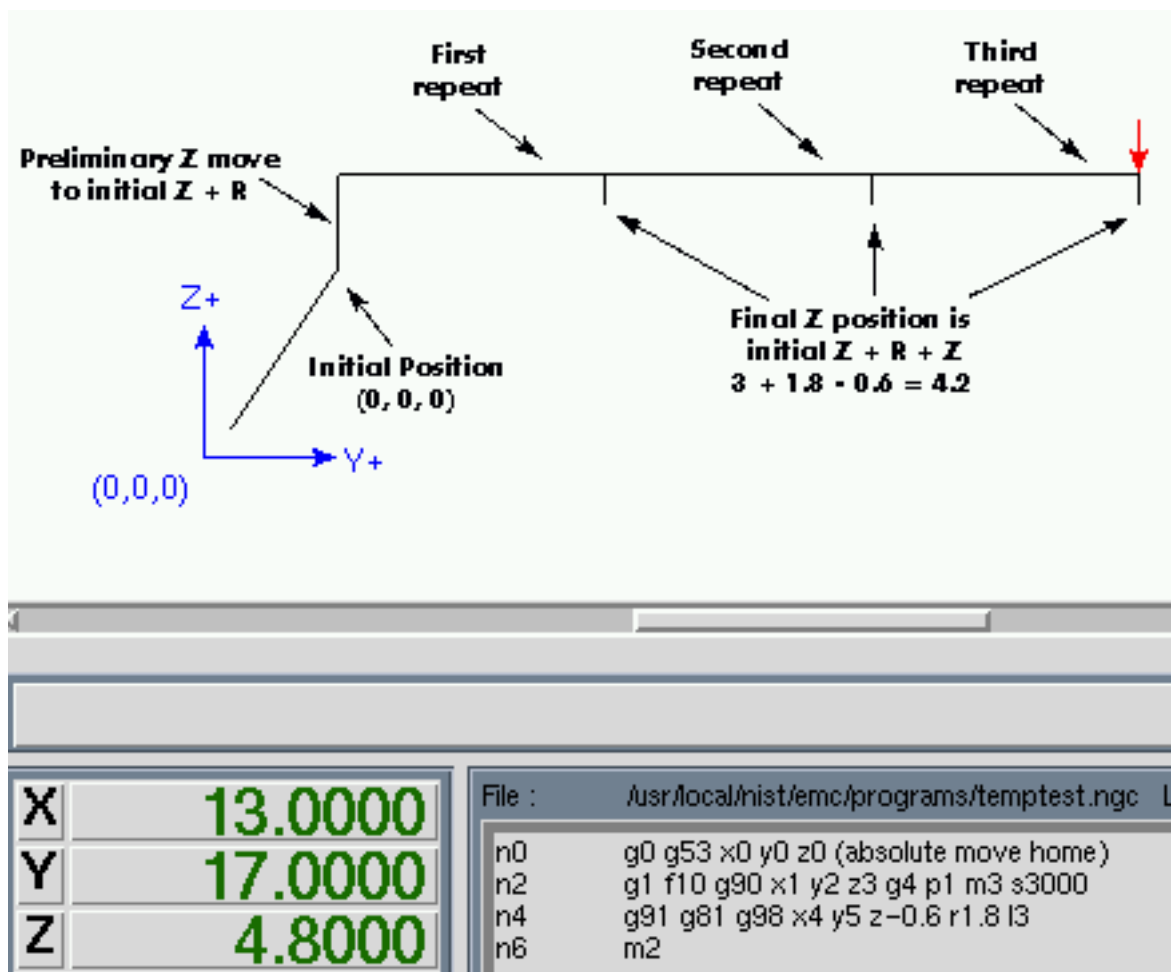 First
repeat
Second
repeat
Third
repeat
Preliminary Z move
to initial Z + R
Z+
Initial Position
(0, 0, 0)
Final Z position is
initial Z + R + Z
3 + 1.8 - 0.6 = 4.2
Y+
(0,0,0)
X 13.0000
Y 17.0000
Z 4.8000
File : /usr/local/nist/emc/programs/temptest.ngc L
n0 g0 g53 x0 y0 z0 (absolute move home)
n2 g1 f10 g90 x1 y2 z3 g4 p1 m3 s3000
n4 g91 g81 g98 x4 y5 z-0.6 r1.8 l3
n6 m2